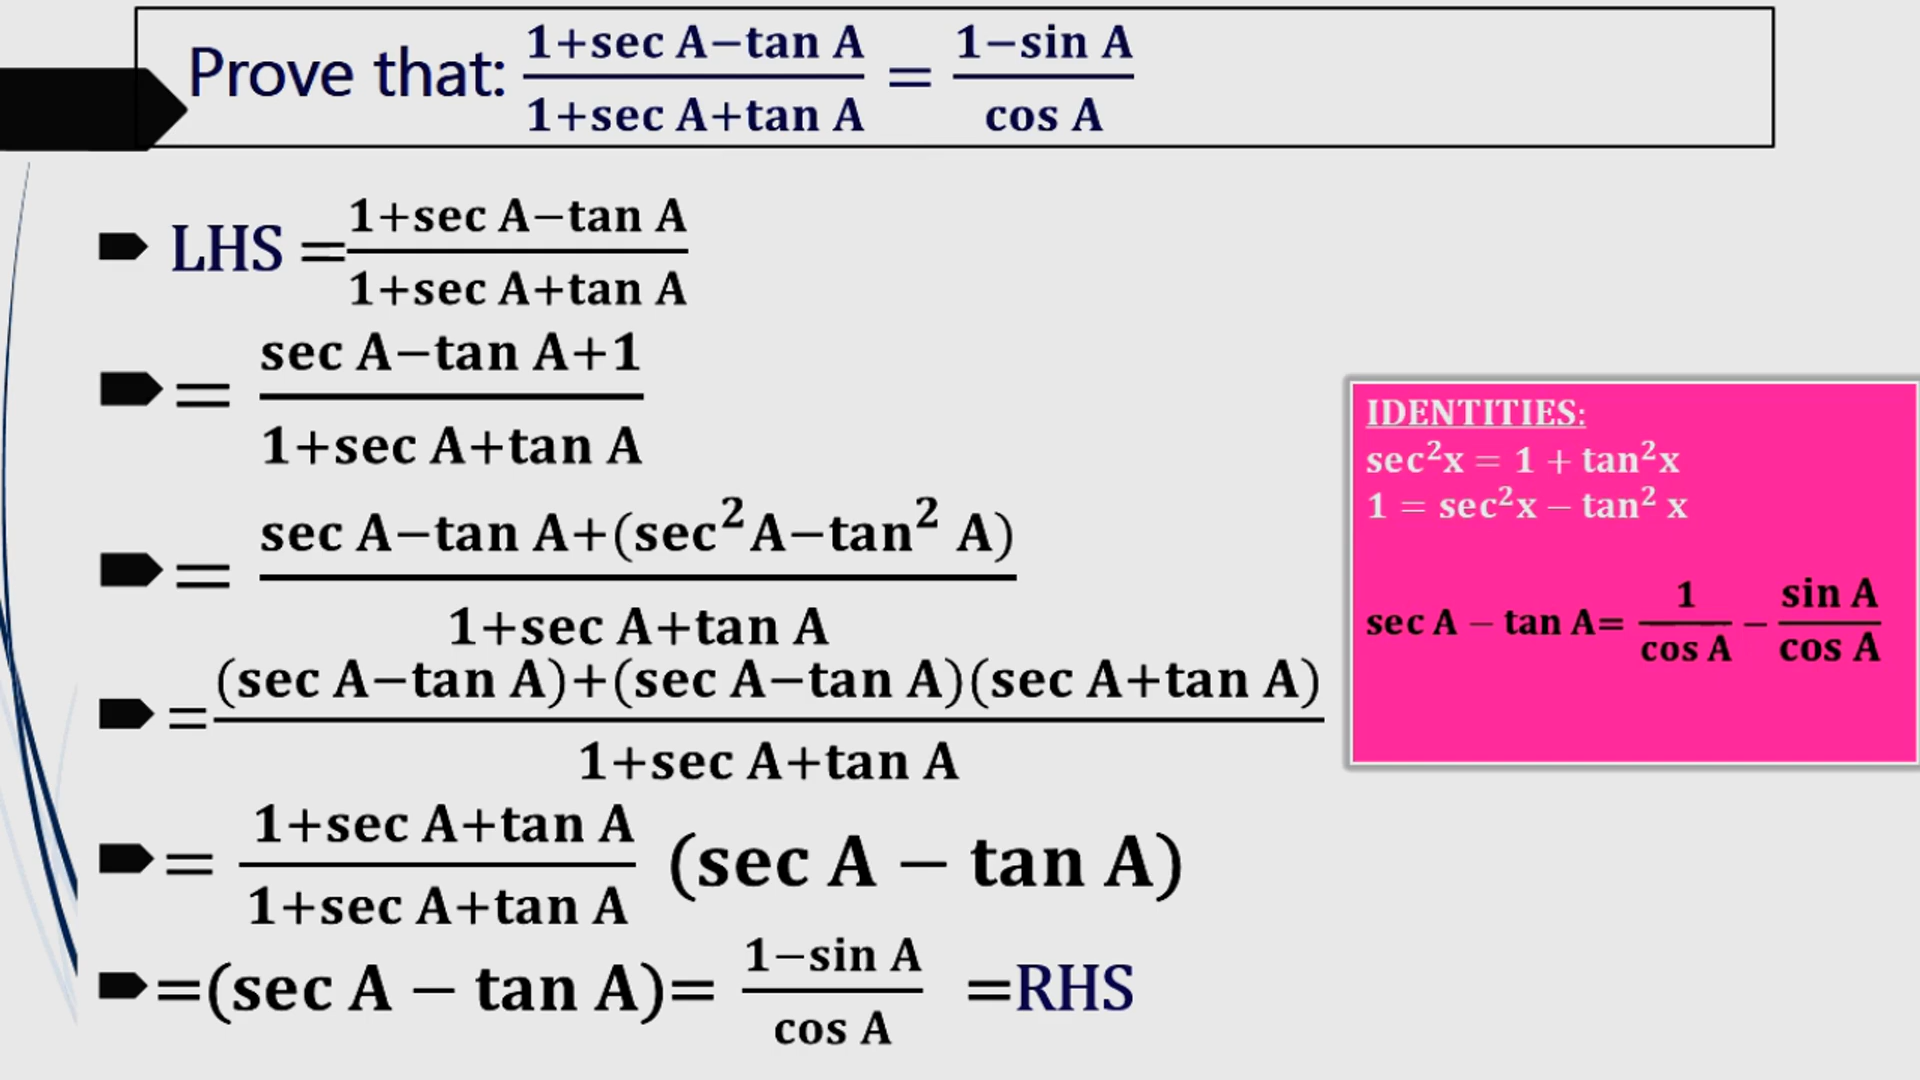 Prove that: (1+sec A−tan A)/(1+sec A+tan A) = (1−sin A)/(cos A)
LHS = (1+sec A−tan A)/(1+sec A+tan A)
= (sec A−tan A+1)/(1+sec A+tan A)
= (sec A−tan A+(sec²A−tan² A))/(1+sec A+tan A)
= ((sec A−tan A)+(sec A−tan A)(sec A+tan A))/(1+sec A+tan A)
= (1+sec A+tan A)/(1+sec A+tan A) (sec A − tan A)
=(sec A − tan A)= (1−sin A)/(cos A) =RHS
IDENTITIES:
sec²x = 1 + tan²x
1 = sec²x − tan² x
sec A − tan A= 1/(cos A) − (sin A)/(cos A)